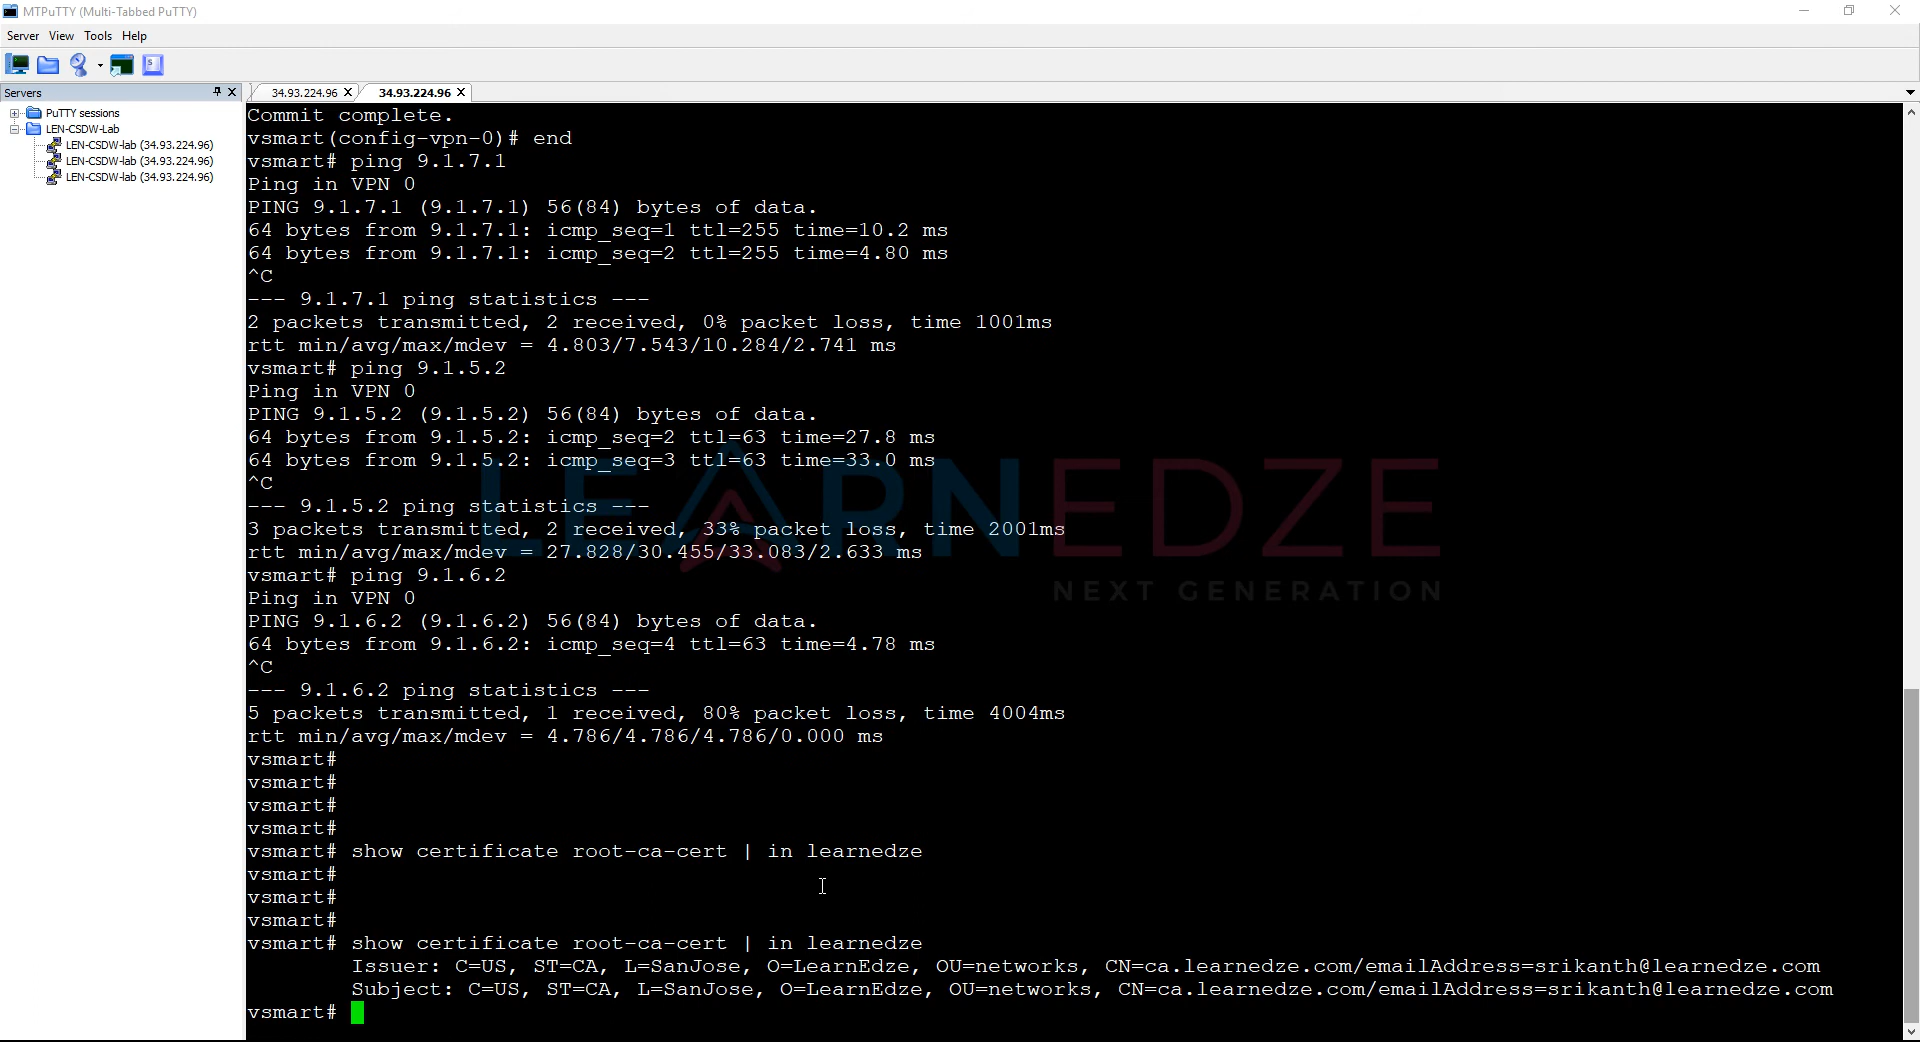 MTPuTTY (Multi-Tabbed PuTTY)
Server View Tools Help
Servers
PuTTY sessions
LEN-CSDW-Lab
LEN-CSDW-lab (34.93.224.96)
LEN-CSDW-lab (34.93.224.96)
LEN-CSDW-lab (34.93.224.96)
34.93.224.96 34.93.224.96
Commit complete.
vsmart(config-vpn-0)# end
vsmart# ping 9.1.7.1
Ping in VPN 0
PING 9.1.7.1 (9.1.7.1) 56(84) bytes of data.
64 bytes from 9.1.7.1: icmp_seq=1 ttl=255 time=10.2 ms
64 bytes from 9.1.7.1: icmp_seq=2 ttl=255 time=4.80 ms
^C
--- 9.1.7.1 ping statistics ---
2 packets transmitted, 2 received, 0% packet loss, time 1001ms
rtt min/avg/max/mdev = 4.803/7.543/10.284/2.741 ms
vsmart# ping 9.1.5.2
Ping in VPN 0
PING 9.1.5.2 (9.1.5.2) 56(84) bytes of data.
64 bytes from 9.1.5.2: icmp_seq=2 ttl=63 time=27.8 ms
64 bytes from 9.1.5.2: icmp_seq=3 ttl=63 time=33.0 ms
^C
--- 9.1.5.2 ping statistics ---
3 packets transmitted, 2 received, 33% packet loss, time 2001ms
rtt min/avg/max/mdev = 27.828/30.455/33.083/2.633 ms
vsmart# ping 9.1.6.2
Ping in VPN 0
PING 9.1.6.2 (9.1.6.2) 56(84) bytes of data.
64 bytes from 9.1.6.2: icmp_seq=4 ttl=63 time=4.78 ms
^C
--- 9.1.6.2 ping statistics ---
5 packets transmitted, 1 received, 80% packet loss, time 4004ms
rtt min/avg/max/mdev = 4.786/4.786/4.786/0.000 ms
vsmart#
vsmart#
vsmart#
vsmart#
vsmart# show certificate root-ca-cert | in learnedze
vsmart#
vsmart#
vsmart#
vsmart# show certificate root-ca-cert | in learnedze
Issuer: C=US, ST=CA, L=SanJose, O=LearnEdze, OU=networks, CN=ca.learnedze.com/emailAddress=srikanth@learnedze.com
Subject: C=US, ST=CA, L=SanJose, O=LearnEdze, OU=networks, CN=ca.learnedze.com/emailAddress=srikanth@learnedze.com
vsmart#
LEARNEDZE
NEXT GENERATION